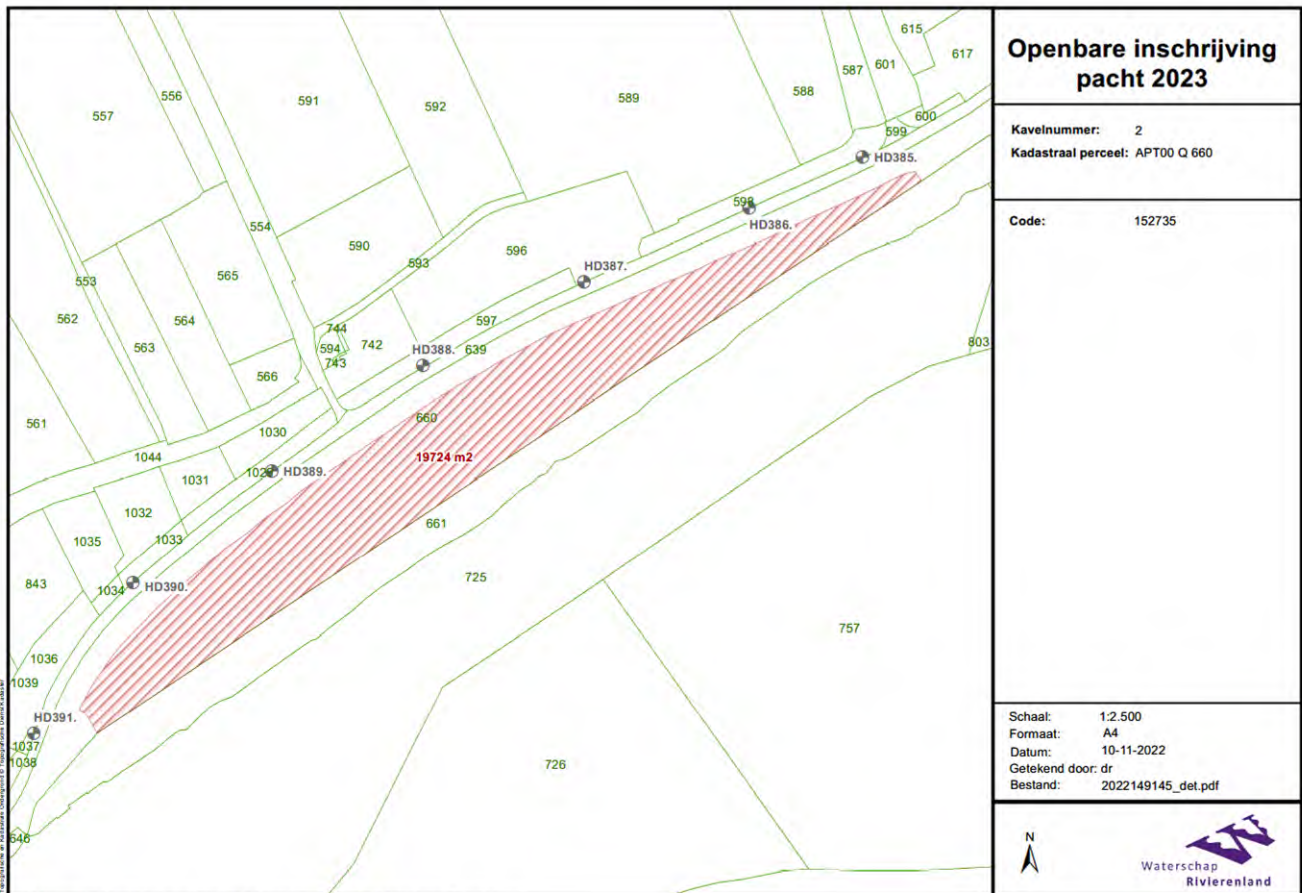 Openbare inschrijving
pacht 2023
Kavelnummer: 2
Kadastraal perceel: APT00 Q 660
Code: 152735
615
587
601
617
556
591
592
589
588
557
600
599
HD385.
598
HD386.
554
590
593
596
HD387.
565
553
562
564
563
597
744
594
742
743
HD388.
639
803
566
561
660
1030
1044
19724 m2
HD389.
1031
1032
661
1035
1033
725
843
1034
HD390.
757
1036
1039
HD391.
1037
1038
726
646
Schaal: 1:2.500
Formaat: A4
Datum: 10-11-2022
Getekend door: dr
Bestand: 2022149145_det.pdf
N
Waterschap
Rivierenland